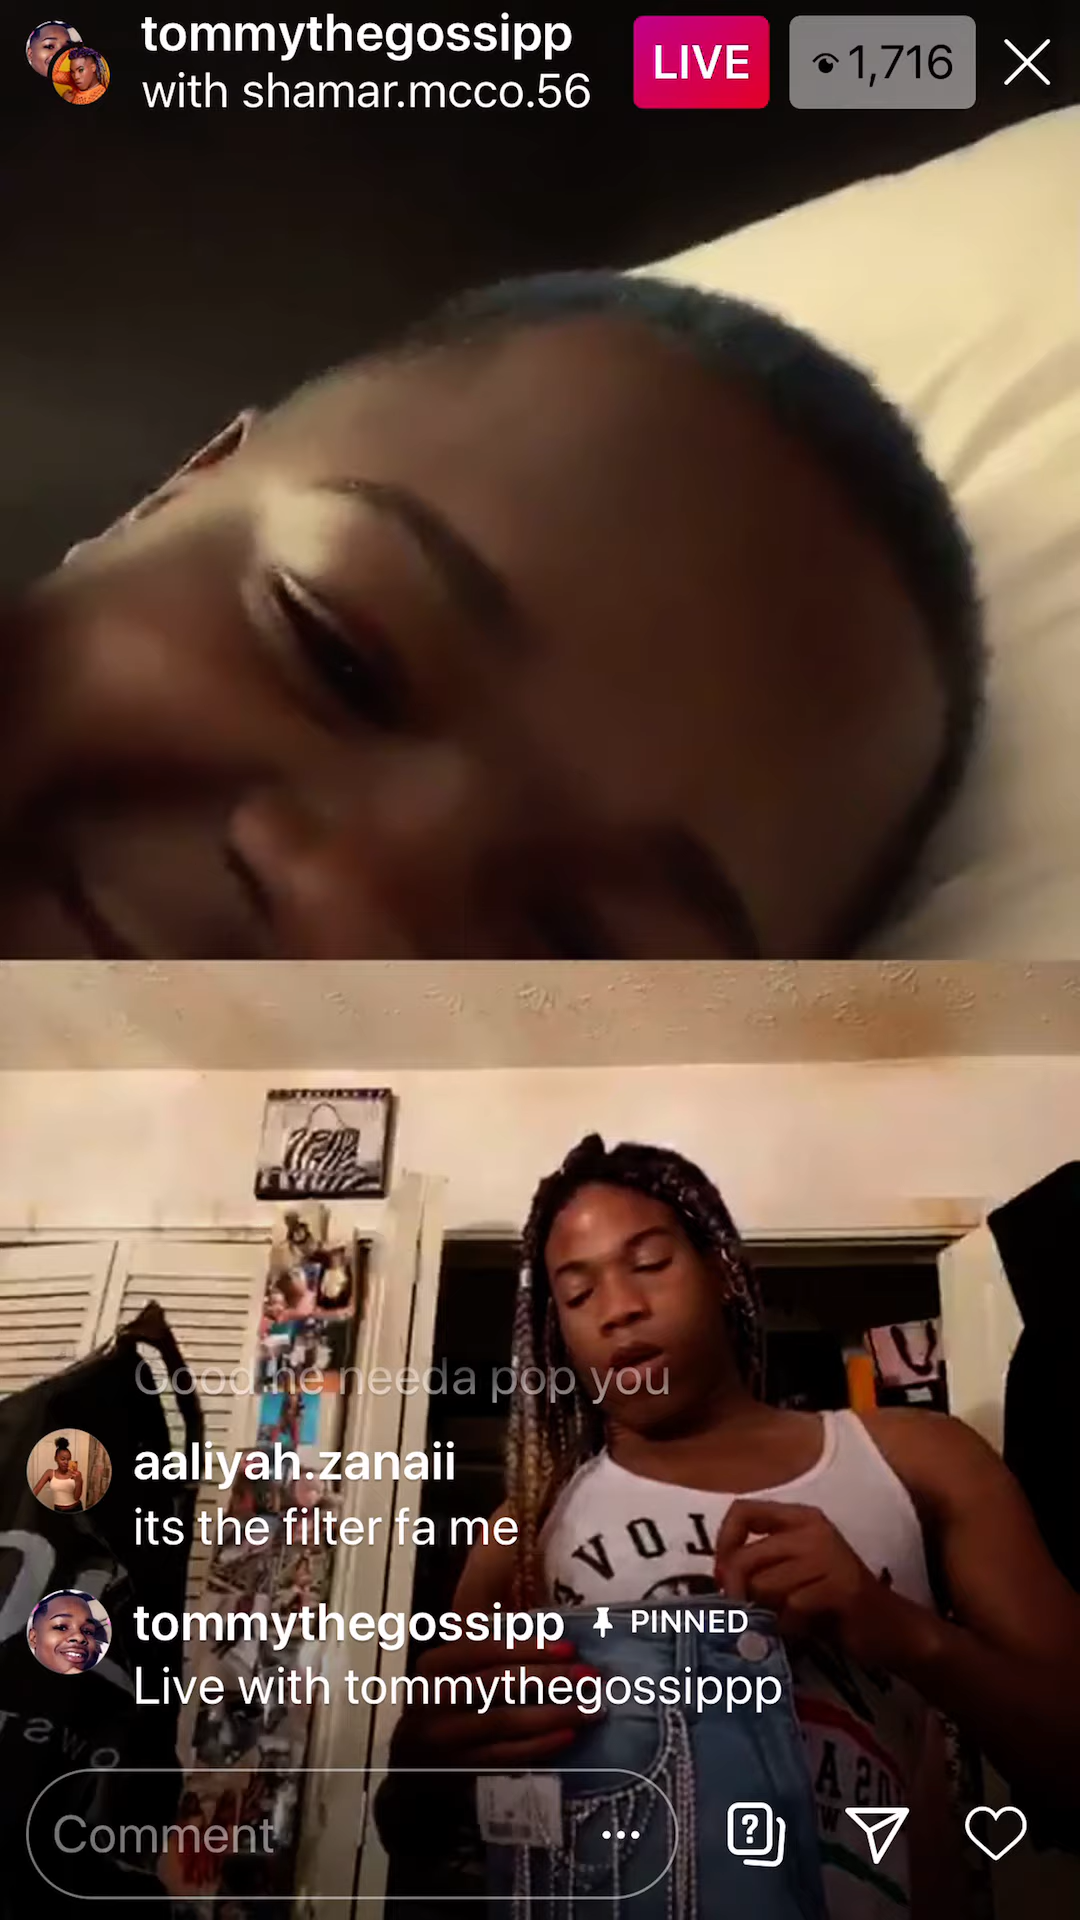 tommythegossipp
with shamar.mcco.56
LIVE
1,716
Good he needa pop you
aaliyah.zanaii
its the filter fa me
tommythegossipp PINNED
Live with tommythegossippp
Comment